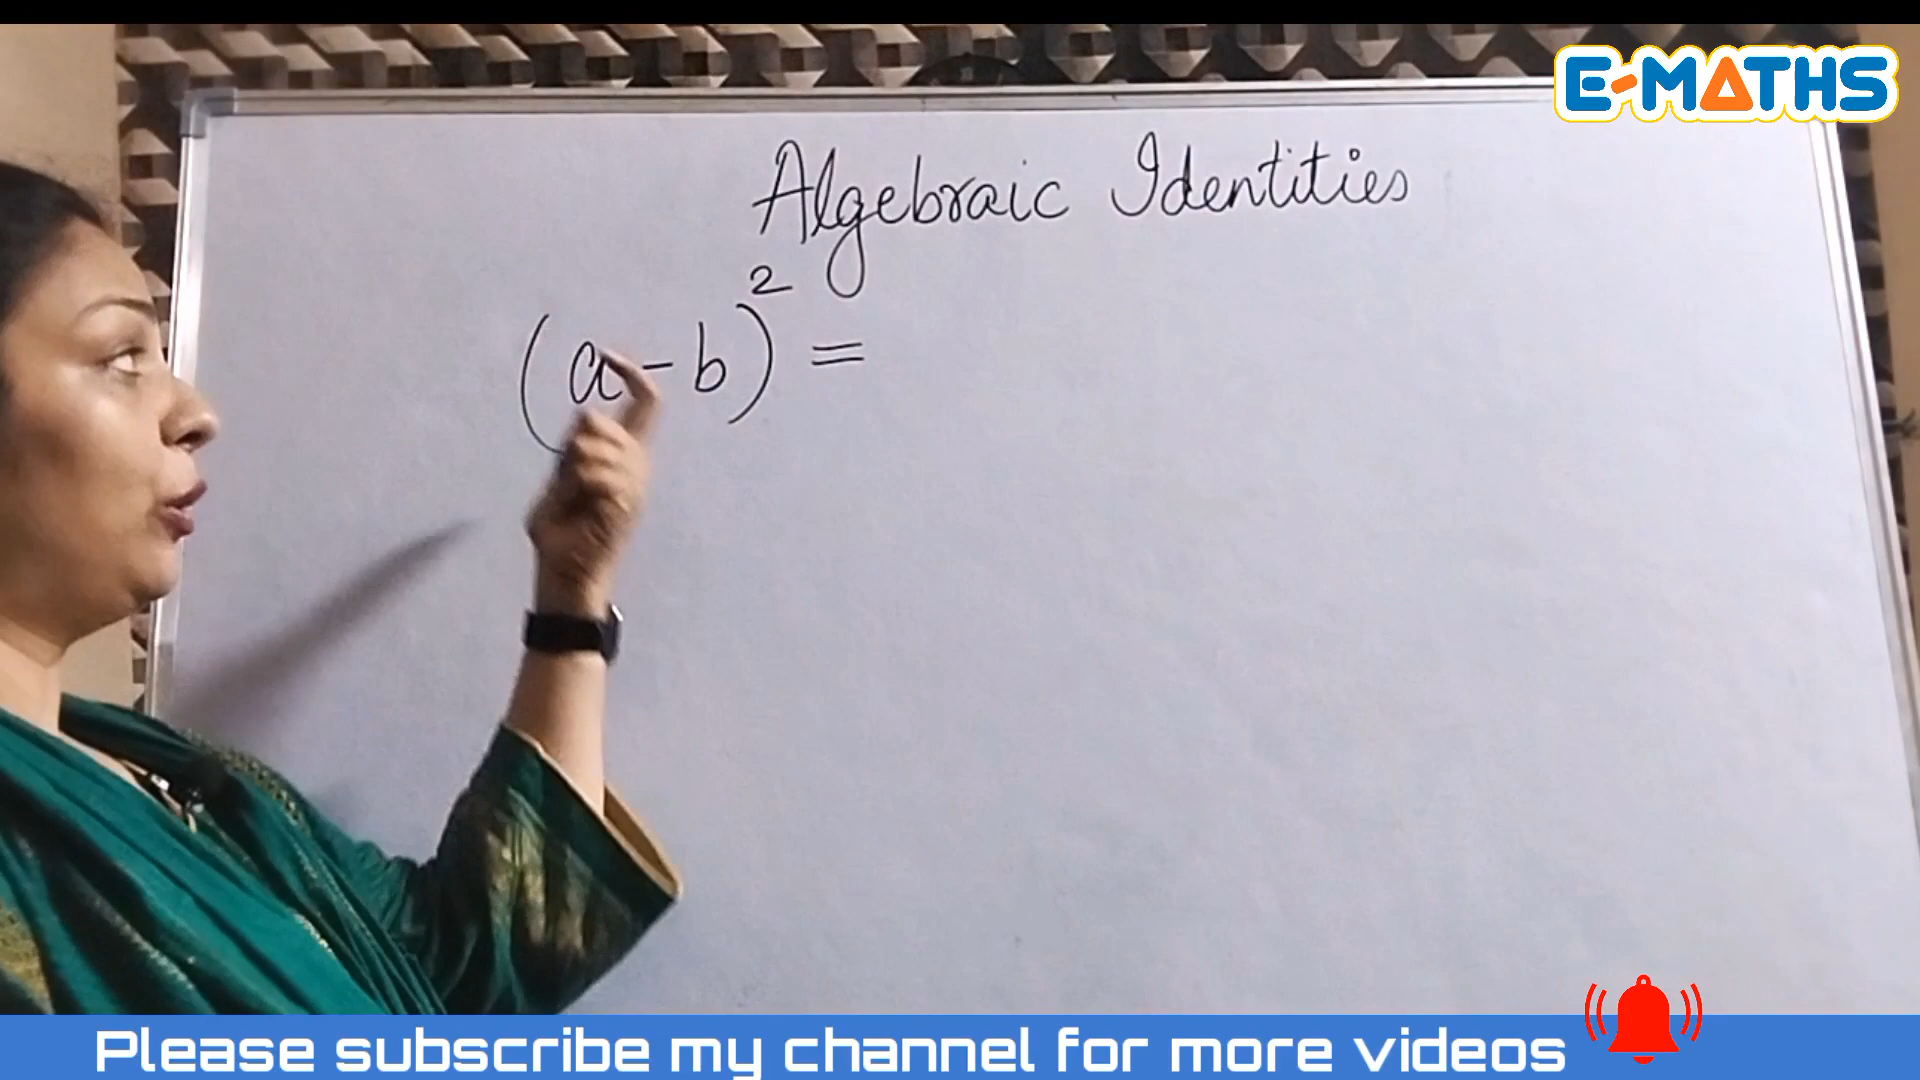 E-MATHS
Algebraic Identities
(a-b)² =
Please subscribe my channel for more videos